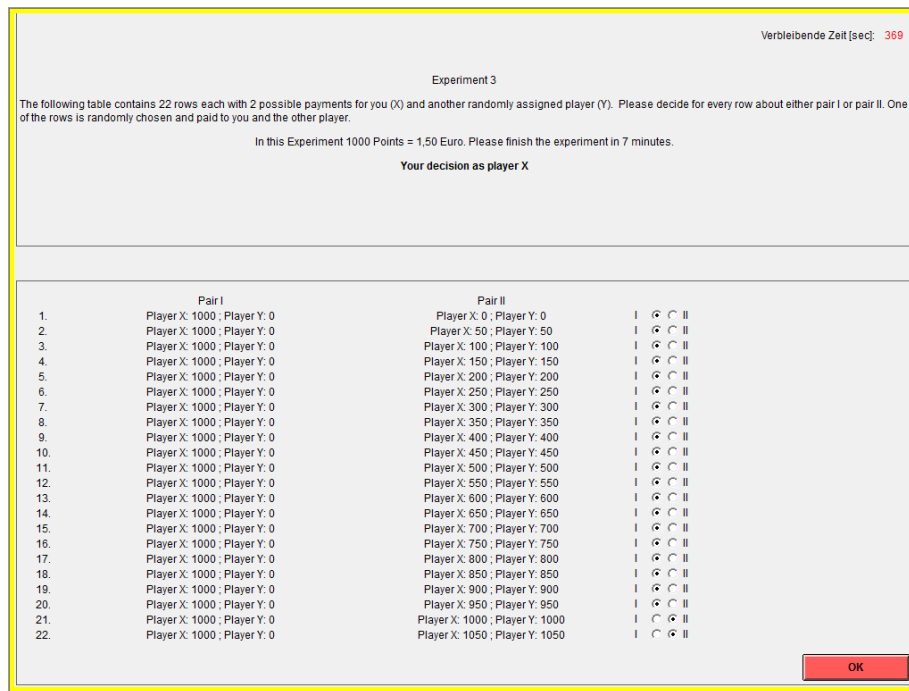 Verbleibende Zeit [sec]: 369
Experiment 3
The following table contains 22 rows each with 2 possible payments for you (X) and another randomly assigned player (Y). Please decide for every row about either pair I or pair II. One
of the rows is randomly chosen and paid to you and the other player.
In this Experiment 1000 Points = 1,50 Euro. Please finish the experiment in 7 minutes.
Your decision as player X
Pair I Pair II
1. Player X: 1000 ; Player Y: 0 Player X: 0 ; Player Y: 0 I II
2. Player X: 1000 ; Player Y: 0 Player X: 50 ; Player Y: 50 I II
3. Player X: 1000 ; Player Y: 0 Player X: 100 ; Player Y: 100 I II
4. Player X: 1000 ; Player Y: 0 Player X: 150 ; Player Y: 150 I II
5. Player X: 1000 ; Player Y: 0 Player X: 200 ; Player Y: 200 I II
6. Player X: 1000 ; Player Y: 0 Player X: 250 ; Player Y: 250 I II
7. Player X: 1000 ; Player Y: 0 Player X: 300 ; Player Y: 300 I II
8. Player X: 1000 ; Player Y: 0 Player X: 350 ; Player Y: 350 I II
9. Player X: 1000 ; Player Y: 0 Player X: 400 ; Player Y: 400 I II
10. Player X: 1000 ; Player Y: 0 Player X: 450 ; Player Y: 450 I II
11. Player X: 1000 ; Player Y: 0 Player X: 500 ; Player Y: 500 I II
12. Player X: 1000 ; Player Y: 0 Player X: 550 ; Player Y: 550 I II
13. Player X: 1000 ; Player Y: 0 Player X: 600 ; Player Y: 600 I II
14. Player X: 1000 ; Player Y: 0 Player X: 650 ; Player Y: 650 I II
15. Player X: 1000 ; Player Y: 0 Player X: 700 ; Player Y: 700 I II
16. Player X: 1000 ; Player Y: 0 Player X: 750 ; Player Y: 750 I II
17. Player X: 1000 ; Player Y: 0 Player X: 800 ; Player Y: 800 I II
18. Player X: 1000 ; Player Y: 0 Player X: 850 ; Player Y: 850 I II
19. Player X: 1000 ; Player Y: 0 Player X: 900 ; Player Y: 900 I II
20. Player X: 1000 ; Player Y: 0 Player X: 950 ; Player Y: 950 I II
21. Player X: 1000 ; Player Y: 0 Player X: 1000 ; Player Y: 1000 I II
22. Player X: 1000 ; Player Y: 0 Player X: 1050 ; Player Y: 1050 I II
OK